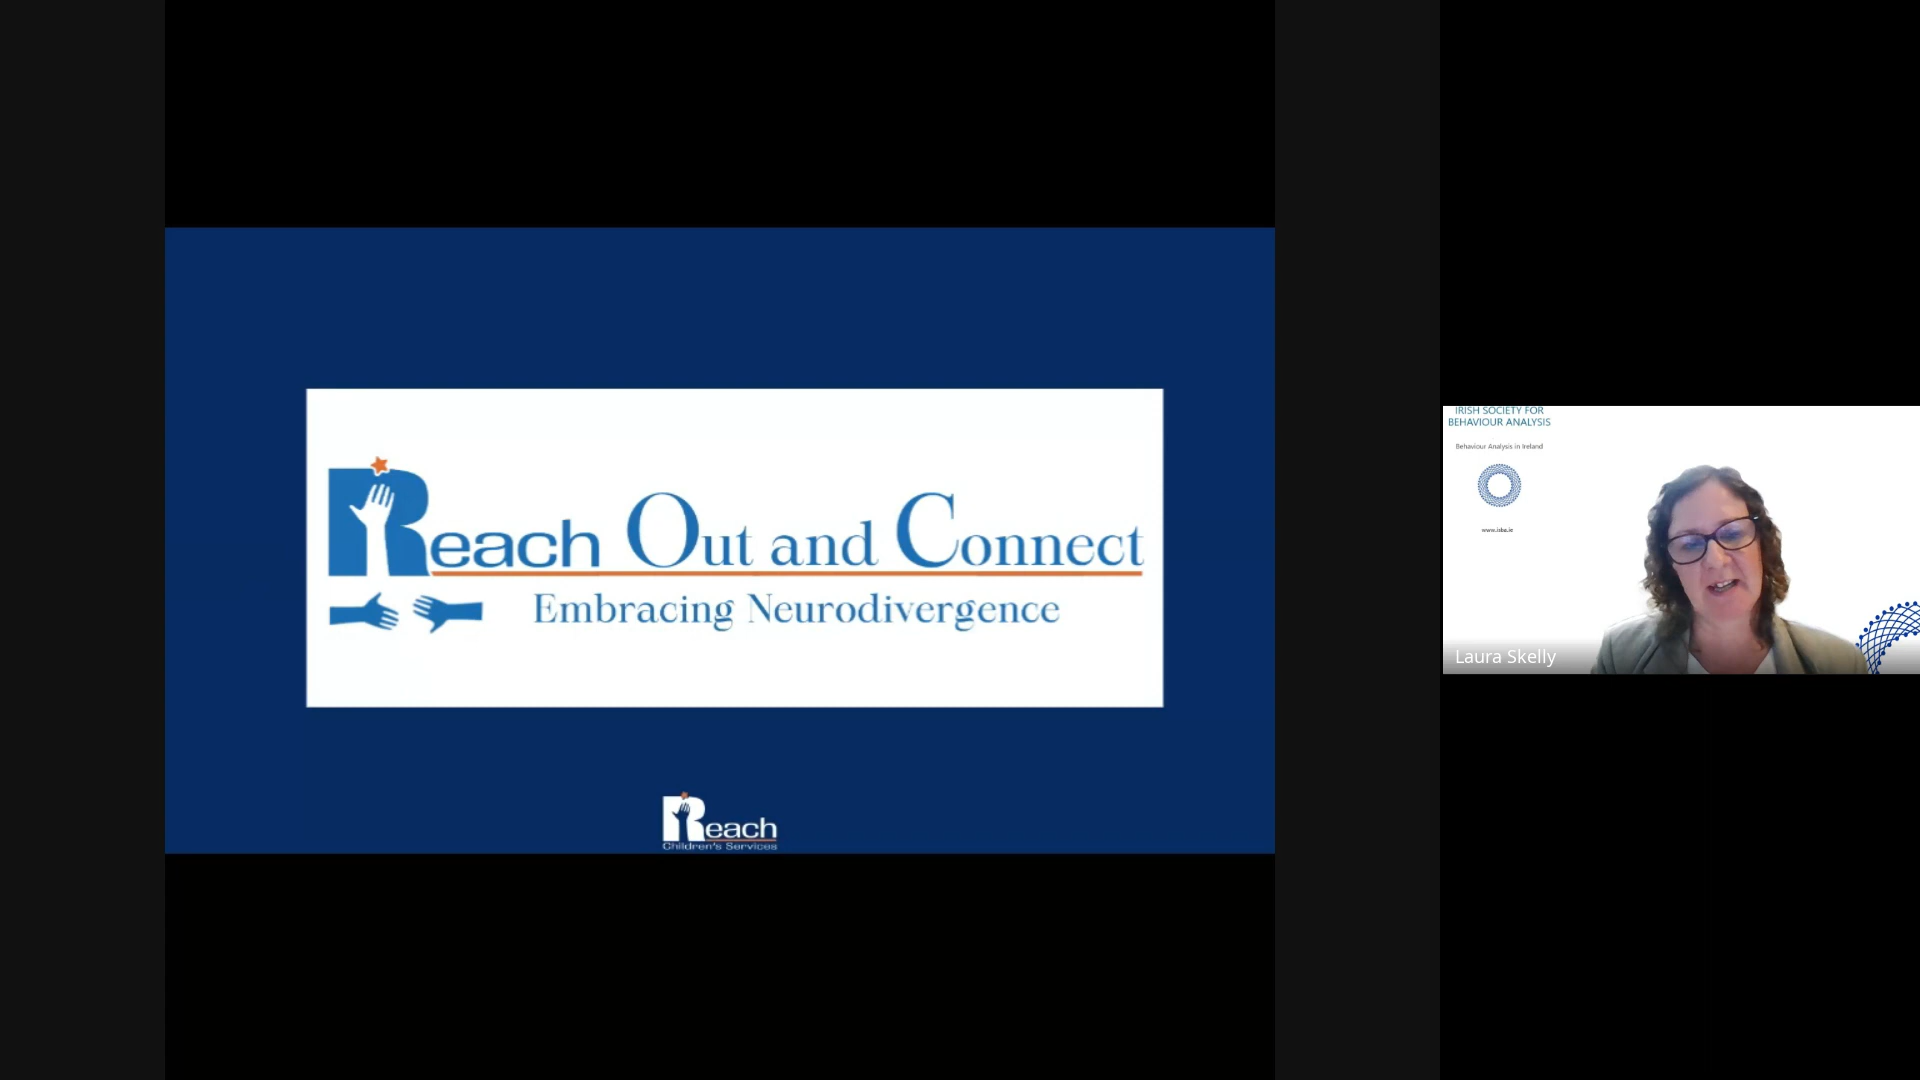 Reach Out and Connect
Embracing Neurodivergence
Reach
Children's Services
IRISH SOCIETY FOR
BEHAVIOUR ANALYSIS
Behaviour Analysis in Ireland
www.isba.ie
Laura Skelly